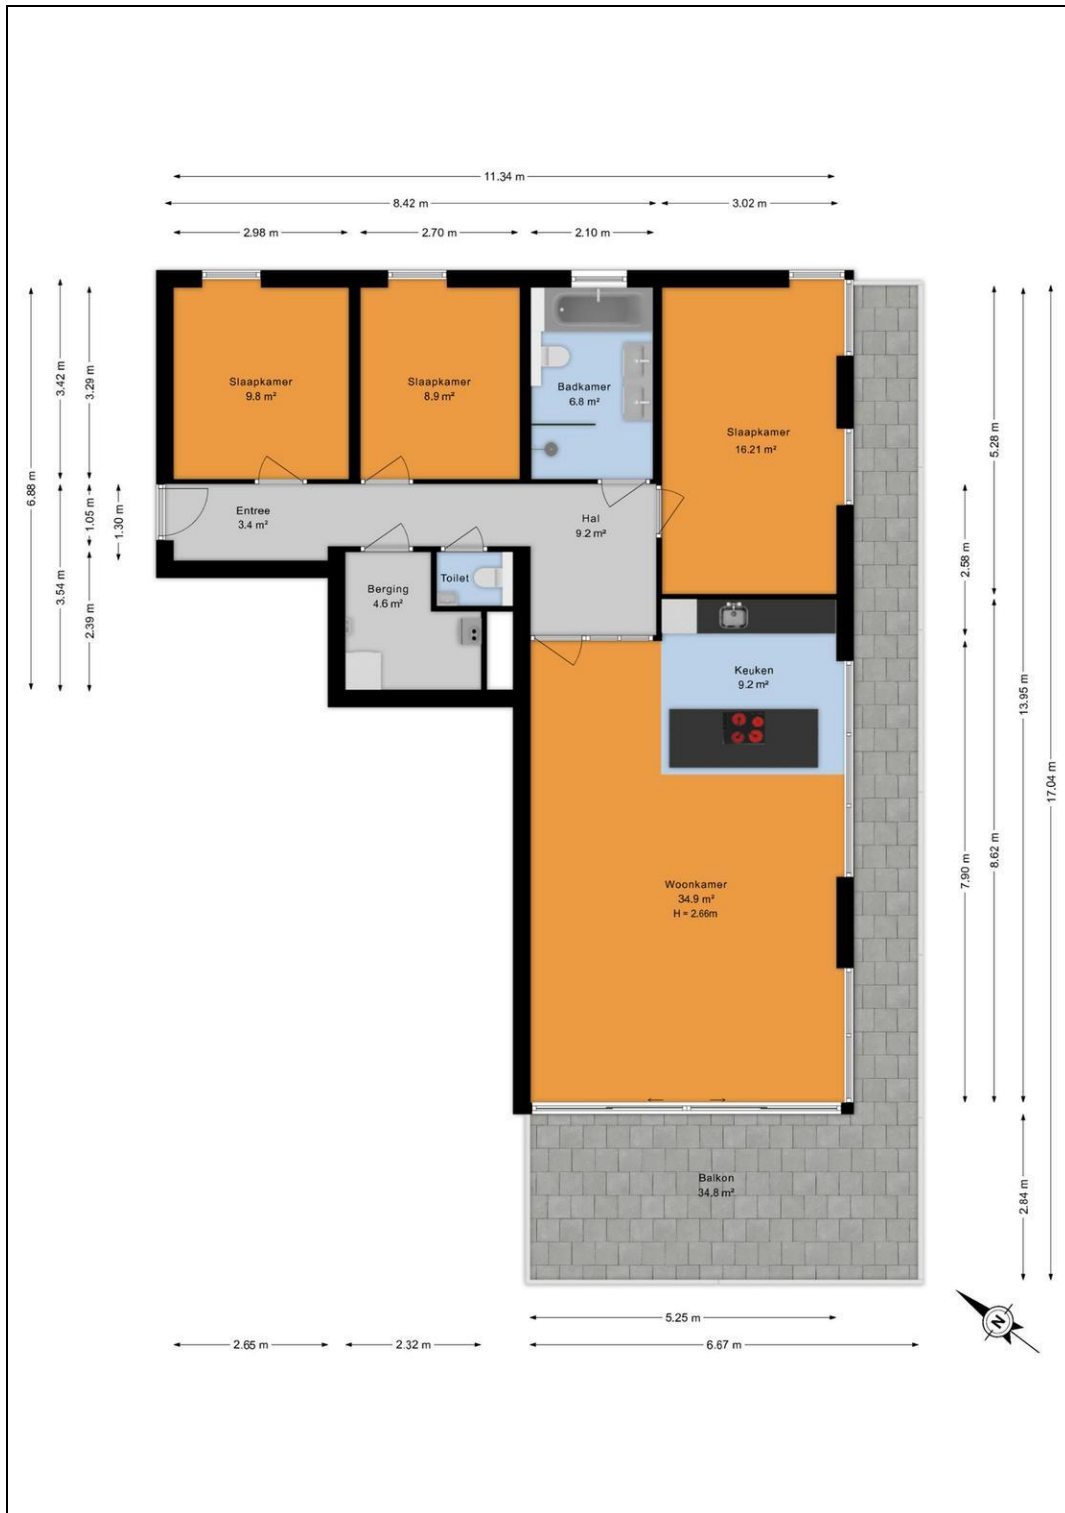 11.34 m
8.42 m
3.02 m
2.98 m
2.70 m
2.10 m
6.88 m
3.42 m
3.29 m
3.54 m
1.05 m
1.30 m
2.39 m
Slaapkamer
9.8 m²
Slaapkamer
8.9 m²
Badkamer
6.8 m²
Slaapkamer
16.21 m²
Entree
3.4 m²
Hal
9.2 m²
Berging
4.6 m²
Toilet
Keuken
9.2 m²
Woonkamer
34.9 m²
H = 2.66m
Balkon
34.8 m²
5.28 m
2.58 m
13.95 m
17.04 m
7.90 m
8.62 m
2.84 m
5.25 m
2.65 m
2.32 m
6.67 m
N